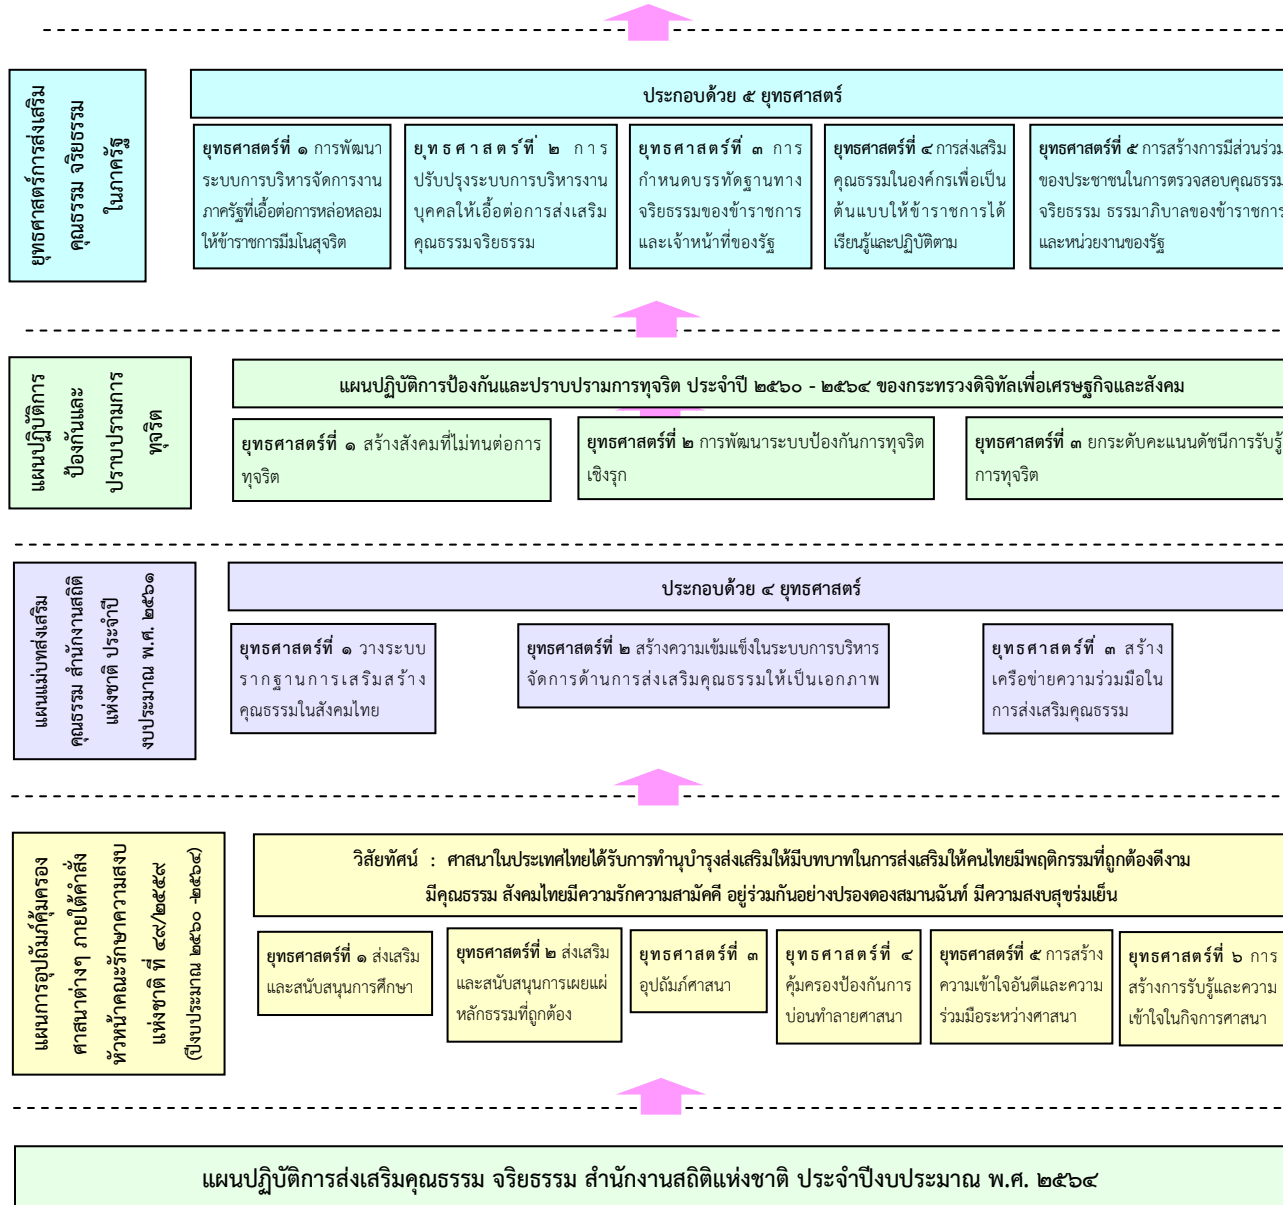 ยุทธศาสตร์การส่งเสริม
คุณธรรม จริยธรรม
ในภาครัฐ
ประกอบด้วย ๕ ยุทธศาสตร์
ยุทธศาสตร์ที่ ๑ การพัฒนา
ระบบการบริหารจัดการงาน
ภาครัฐที่เอื้อต่อการหล่อหลอม
ให้ข้าราชการมีมโนสุจริต
ยุทธศาสตร์ที่ ๒ การ
ปรับปรุงระบบการบริหารงาน
บุคคลให้เอื้อต่อการส่งเสริม
คุณธรรมจริยธรรม
ยุทธศาสตร์ที่ ๓ การ
กำหนดบรรทัดฐานทาง
จริยธรรมของข้าราชการ
และเจ้าหน้าที่ของรัฐ
ยุทธศาสตร์ที่ ๔ การส่งเสริม
คุณธรรมในองค์กรเพื่อเป็น
ต้นแบบให้ข้าราชการได้
เรียนรู้และปฏิบัติตาม
ยุทธศาสตร์ที่ ๕ การสร้างการมีส่วนร่วม
ของประชาชนในการตรวจสอบคุณธรรม
จริยธรรม ธรรมาภิบาลของข้าราชการ
และหน่วยงานของรัฐ
แผนปฏิบัติการ
ป้องกันและ
ปราบปรามการ
ทุจริต
แผนปฏิบัติการป้องกันและปราบปรามการทุจริต ประจำปี ๒๕๖๐ - ๒๕๖๔ ของกระทรวงดิจิทัลเพื่อเศรษฐกิจและสังคม
ยุทธศาสตร์ที่ ๑ สร้างสังคมที่ไม่ทนต่อการ
ทุจริต
ยุทธศาสตร์ที่ ๒ การพัฒนาระบบป้องกันการทุจริต
เชิงรุก
ยุทธศาสตร์ที่ ๓ ยกระดับคะแนนดัชนีการรับรู้
การทุจริต
แผนแม่บทส่งเสริม
คุณธรรม สำนักงานสถิติ
แห่งชาติ ประจำปี
งบประมาณ พ.ศ. ๒๕๖๑
ประกอบด้วย ๔ ยุทธศาสตร์
ยุทธศาสตร์ที่ ๑ วางระบบ
รากฐานการเสริมสร้าง
คุณธรรมในสังคมไทย
ยุทธศาสตร์ที่ ๒ สร้างความเข้มแข็งในระบบการบริหาร
จัดการด้านการส่งเสริมคุณธรรมให้เป็นเอกภาพ
ยุทธศาสตร์ที่ ๓ สร้าง
เครือข่ายความร่วมมือใน
การส่งเสริมคุณธรรม
แผนการอุปถัมภ์คุ้มครอง
ศาสนาต่างๆ ภายใต้คำสั่ง
หัวหน้าคณะรักษาความสงบ
แห่งชาติ ที่ ๔๙/๒๕๕๙
(ปีงบประมาณ ๒๕๖๐ -๒๕๖๔)
วิสัยทัศน์ : ศาสนาในประเทศไทยได้รับการทำนุบำรุงส่งเสริมให้มีบทบาทในการส่งเสริมให้คนไทยมีพฤติกรรมที่ถูกต้องดีงาม
มีคุณธรรม สังคมไทยมีความรักความสามัคคี อยู่ร่วมกันอย่างปรองดองสมานฉันท์ มีความสงบสุขร่มเย็น
ยุทธศาสตร์ที่ ๑ ส่งเสริม
และสนับสนุนการศึกษา
ยุทธศาสตร์ที่ ๒ ส่งเสริม
และสนับสนุนการเผยแผ่
หลักธรรมที่ถูกต้อง
ยุทธศาสตร์ที่ ๓
อุปถัมภ์ศาสนา
ยุทธศาสตร์ที่ ๔
คุ้มครองป้องกันการ
บ่อนทำลายศาสนา
ยุทธศาสตร์ที่ ๕ การสร้าง
ความเข้าใจอันดีและความ
ร่วมมือระหว่างศาสนา
ยุทธศาสตร์ที่ ๖ การ
สร้างการรับรู้และความ
เข้าใจในกิจการศาสนา
แผนปฏิบัติการส่งเสริมคุณธรรม จริยธรรม สำนักงานสถิติแห่งชาติ ประจำปีงบประมาณ พ.ศ. ๒๕๖๔